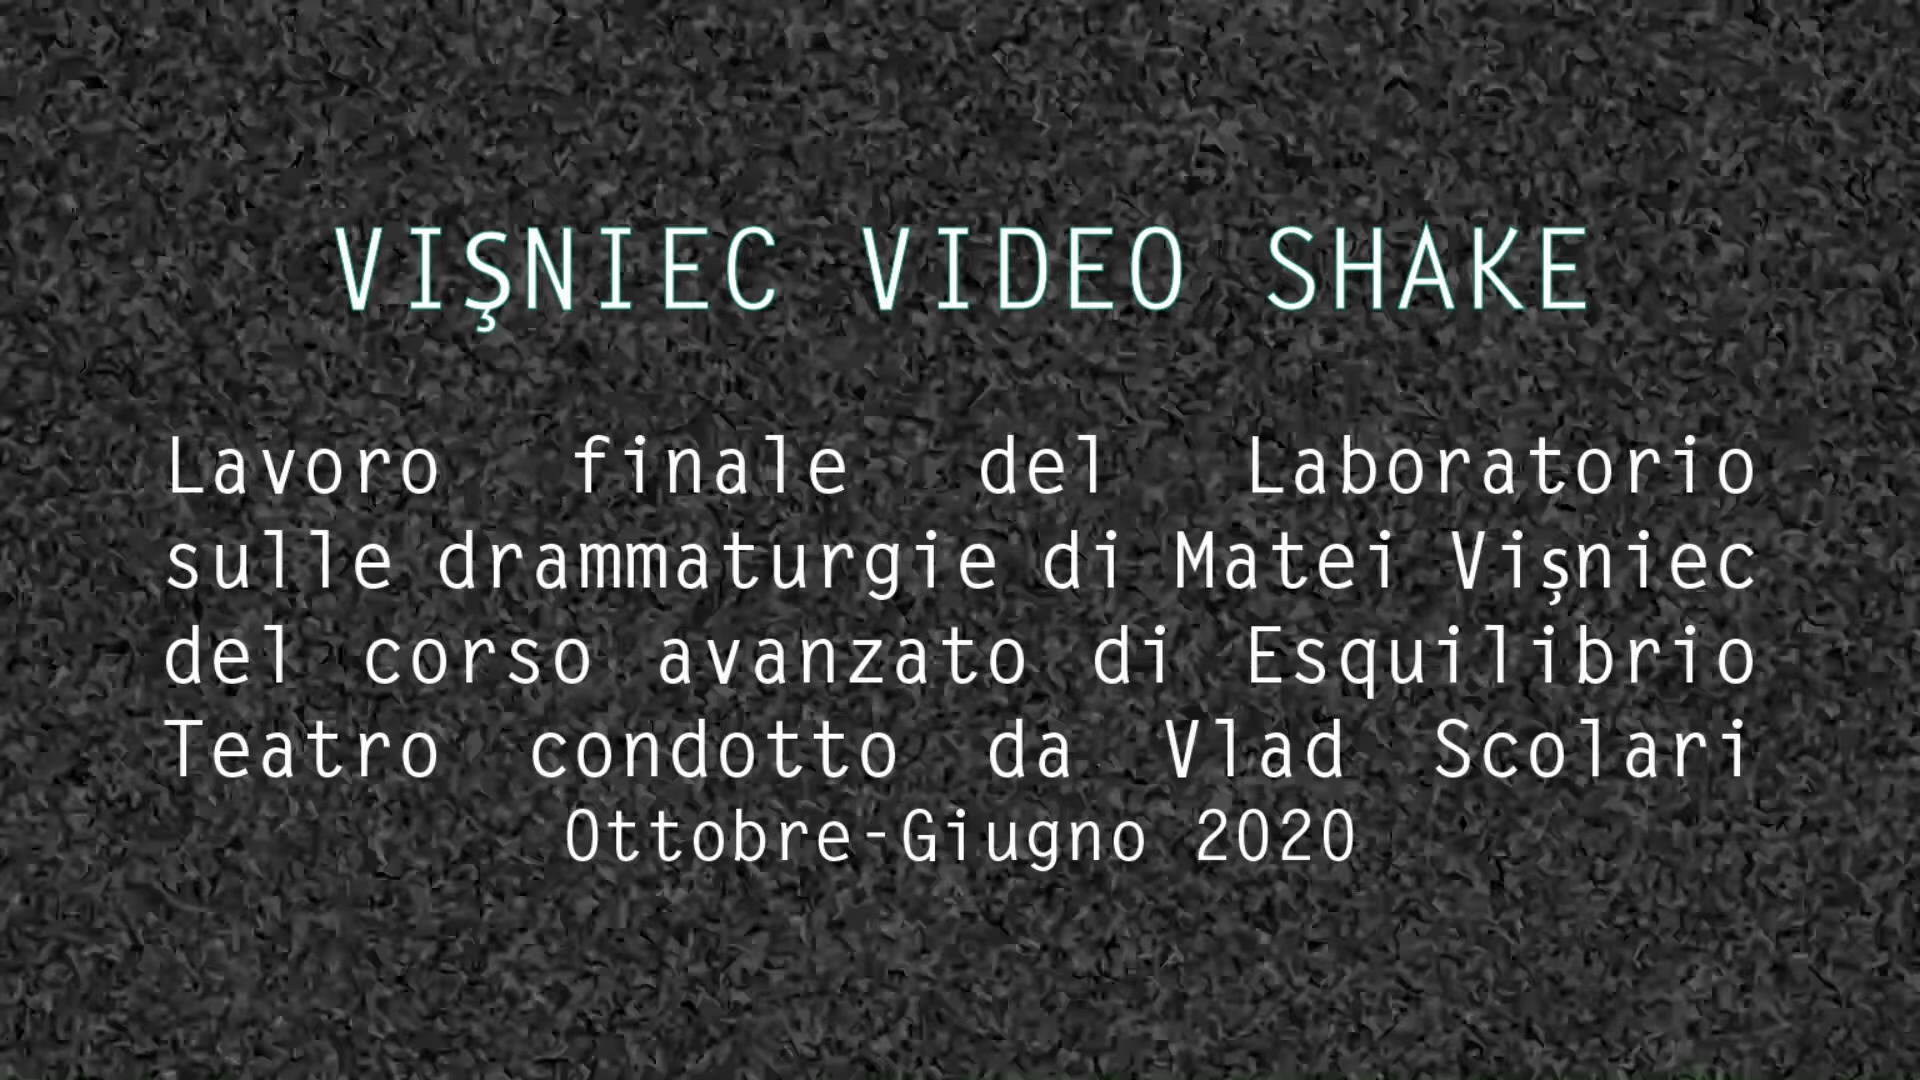 VIŞNIEC VIDEO SHAKE
Lavoro finale del Laboratorio
sulle drammaturgie di Matei Vișniec
del corso avanzato di Esquilibrio
Teatro condotto da Vlad Scolari
Ottobre-Giugno 2020